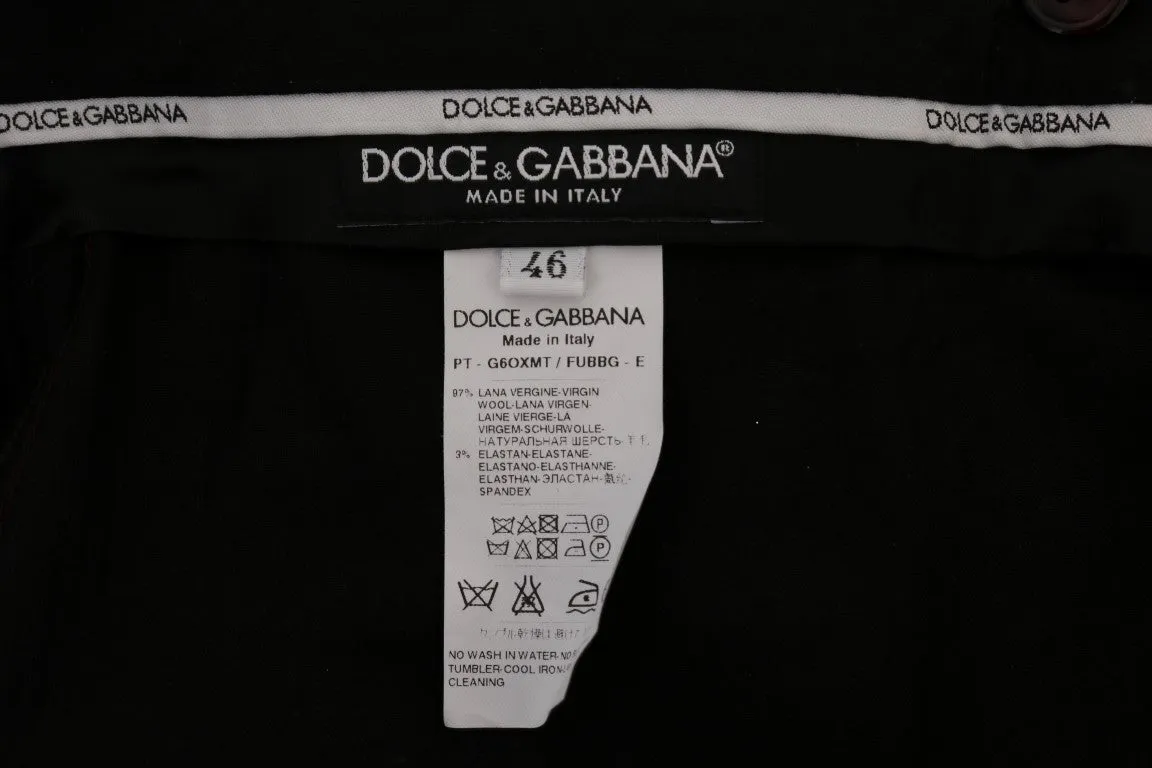 DOLCE&GABBANA DOLCE&GABBANA DOLCE&GABBANA
DOLCE&GABBANA®
MADE IN ITALY
46
DOLCE&GABBANA
Made in Italy
PT - G6OXMT / FUBBG - E
97% LANA VERGINE-VIRGIN
WOOL-LANA VIRGEN-
LAINE VIERGE-LA
VIRGEM-SCHURWOLLE-
НАТУРАЛЬНАЯ ШЕРСТЬ-
3% ELASTAN-ELASTANE-
ELASTANO-ELASTHANNE-
ELASTHAN-ЭЛАСТАН-
SPANDEX
P
P
NO WASH IN WATER-
TUMBLER-COOL IRON-
CLEANING